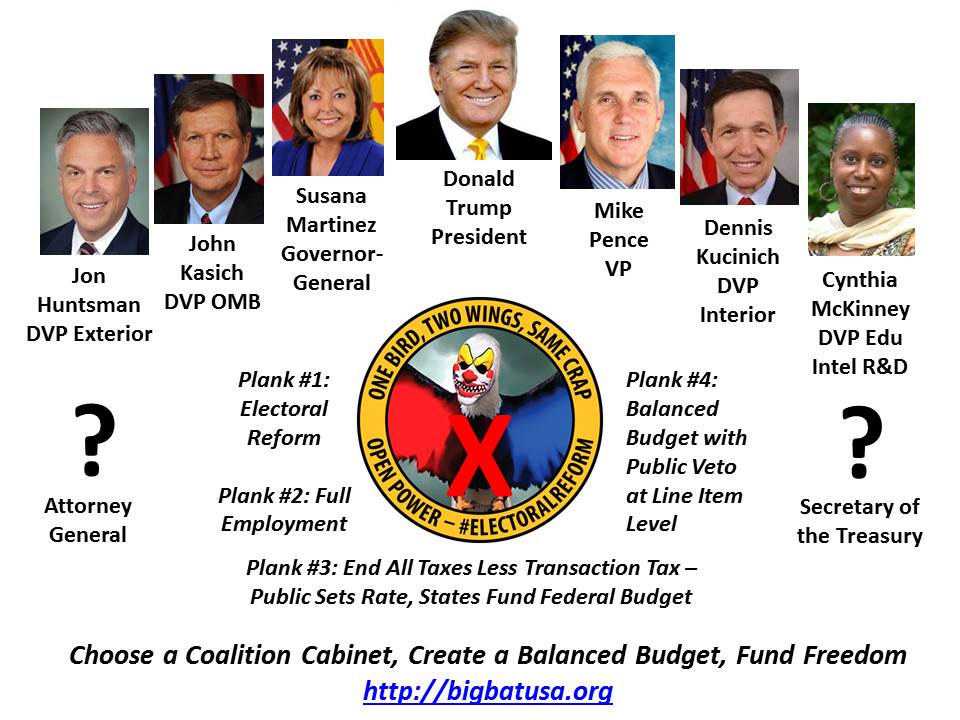 Donald
Trump
President
Susana
Martinez
Governor-
General
Mike
Pence
VP
John
Kasich
DVP OMB
Dennis
Kucinich
DVP
Interior
Jon
Huntsman
DVP Exterior
Cynthia
McKinney
DVP Edu
Intel R&D
ONE BIRD, TWO WINGS, SAME CRAP
OPEN POWER – #ELECTORALREFORM
X
Plank #1:
Electoral
Reform
Plank #2: Full
Employment
Plank #4:
Balanced
Budget with
Public Veto
at Line Item
Level
?
Attorney
General
?
Secretary of
the Treasury
Plank #3: End All Taxes Less Transaction Tax –
Public Sets Rate, States Fund Federal Budget
Choose a Coalition Cabinet, Create a Balanced Budget, Fund Freedom
http://bigbatusa.org